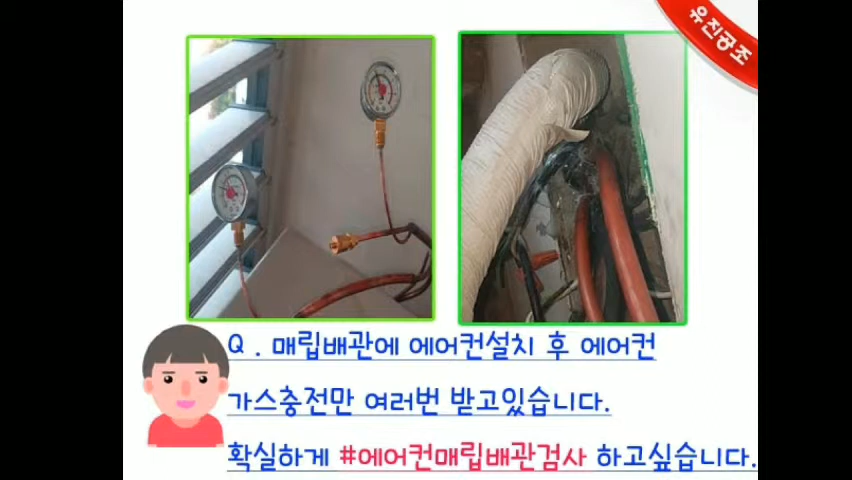 유진공조
Q . 매립배관에 에어컨설치 후 에어컨
가스충전만 여러번 받고있습니다.
확실하게 #에어컨매립배관검사 하고싶습니다.